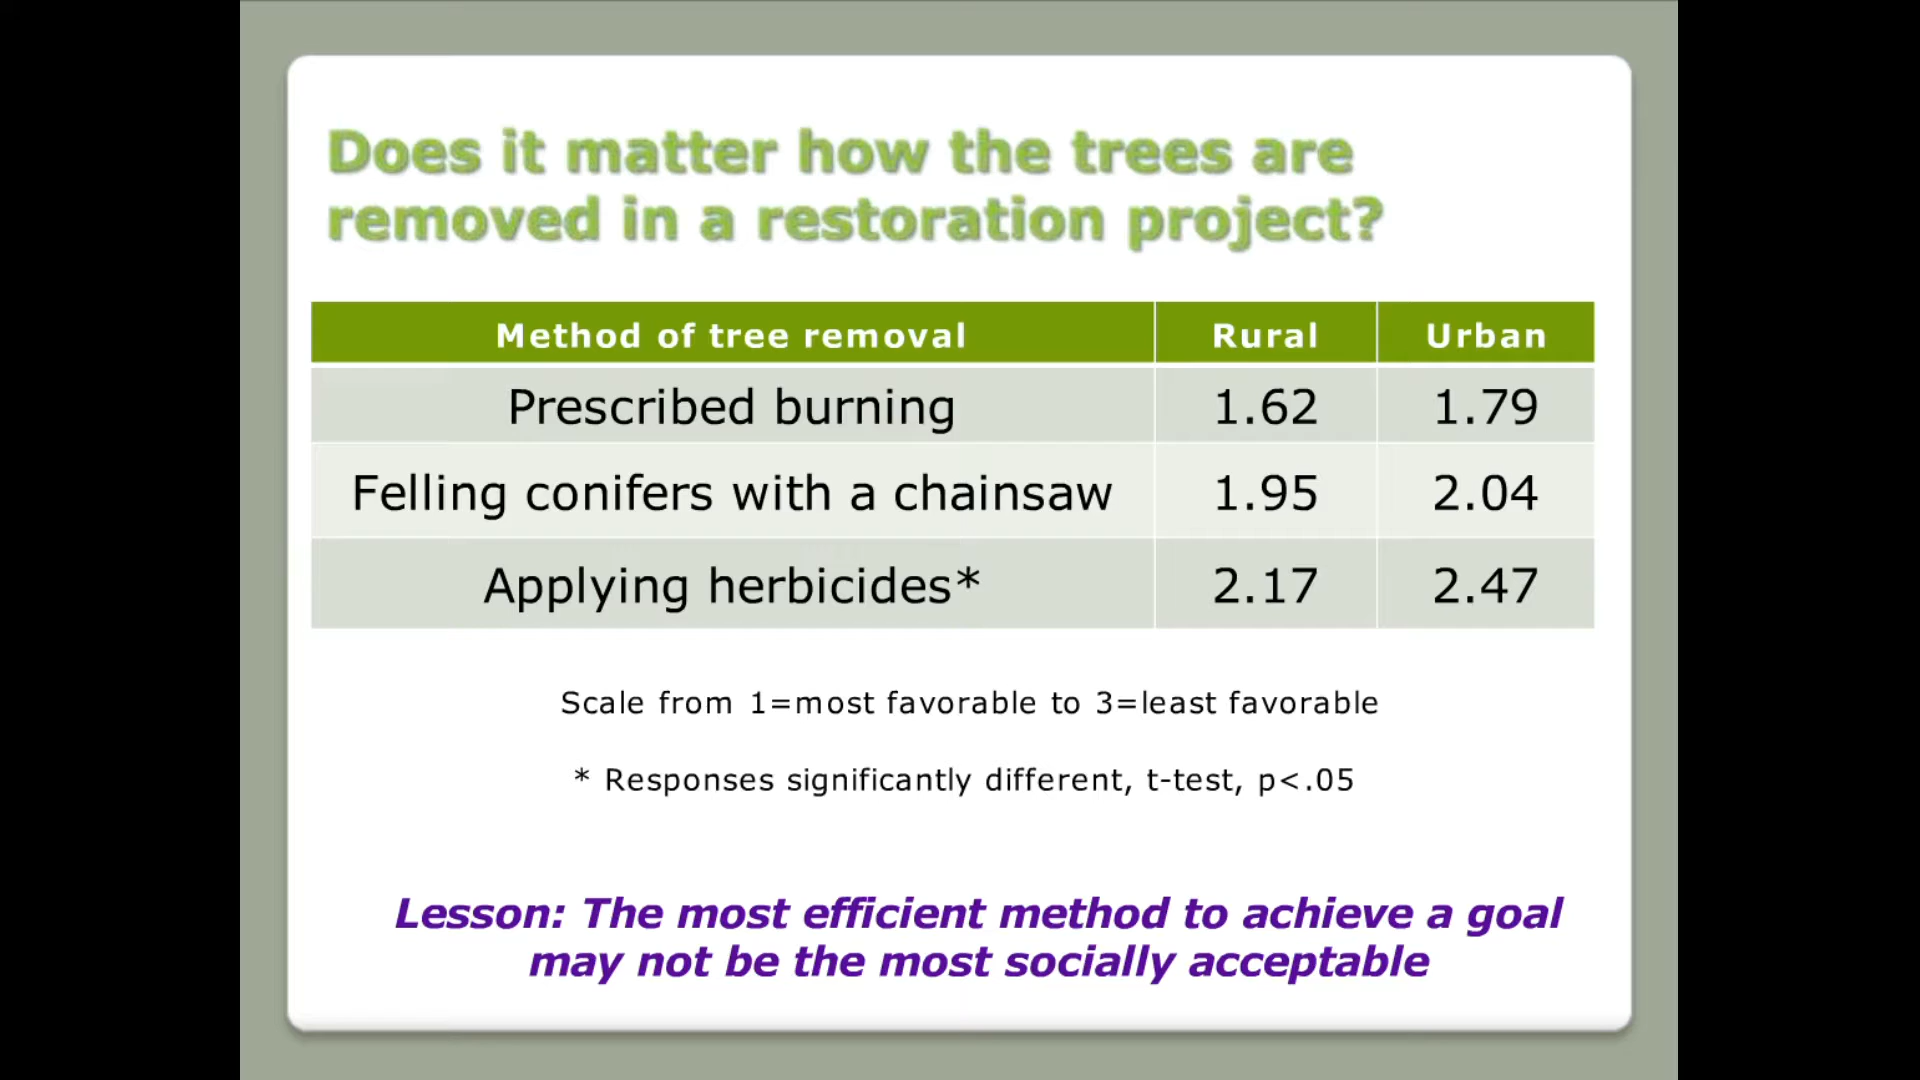 Does it matter how the trees are
removed in a restoration project?
Method of tree removal Rural Urban
Prescribed burning 1.62 1.79
Felling conifers with a chainsaw 1.95 2.04
Applying herbicides* 2.17 2.47
Scale from 1=most favorable to 3=least favorable
* Responses significantly different, t-test, p<.05
Lesson: The most efficient method to achieve a goal
may not be the most socially acceptable